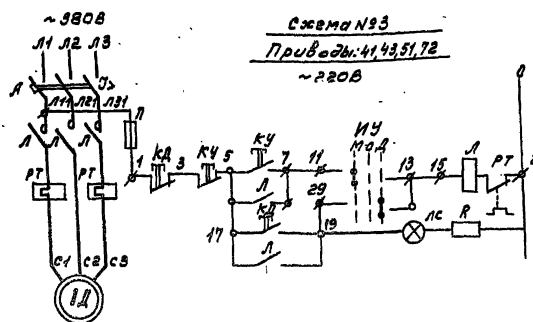 ~380В
Л1 Л2 Л3
Схема №3
Приводы: 41,43,51,72
~220В
0
А
I>
Л11 Л21 Л31
П
Л Л Л
РТ РТ
1 КД 3 КУ 5 КУ 7 11 ИУ 13 15 Л РТ 2
М О Д
Л
29
КД
17 19 ЛС R
Л
С1 С2 С3
1Д